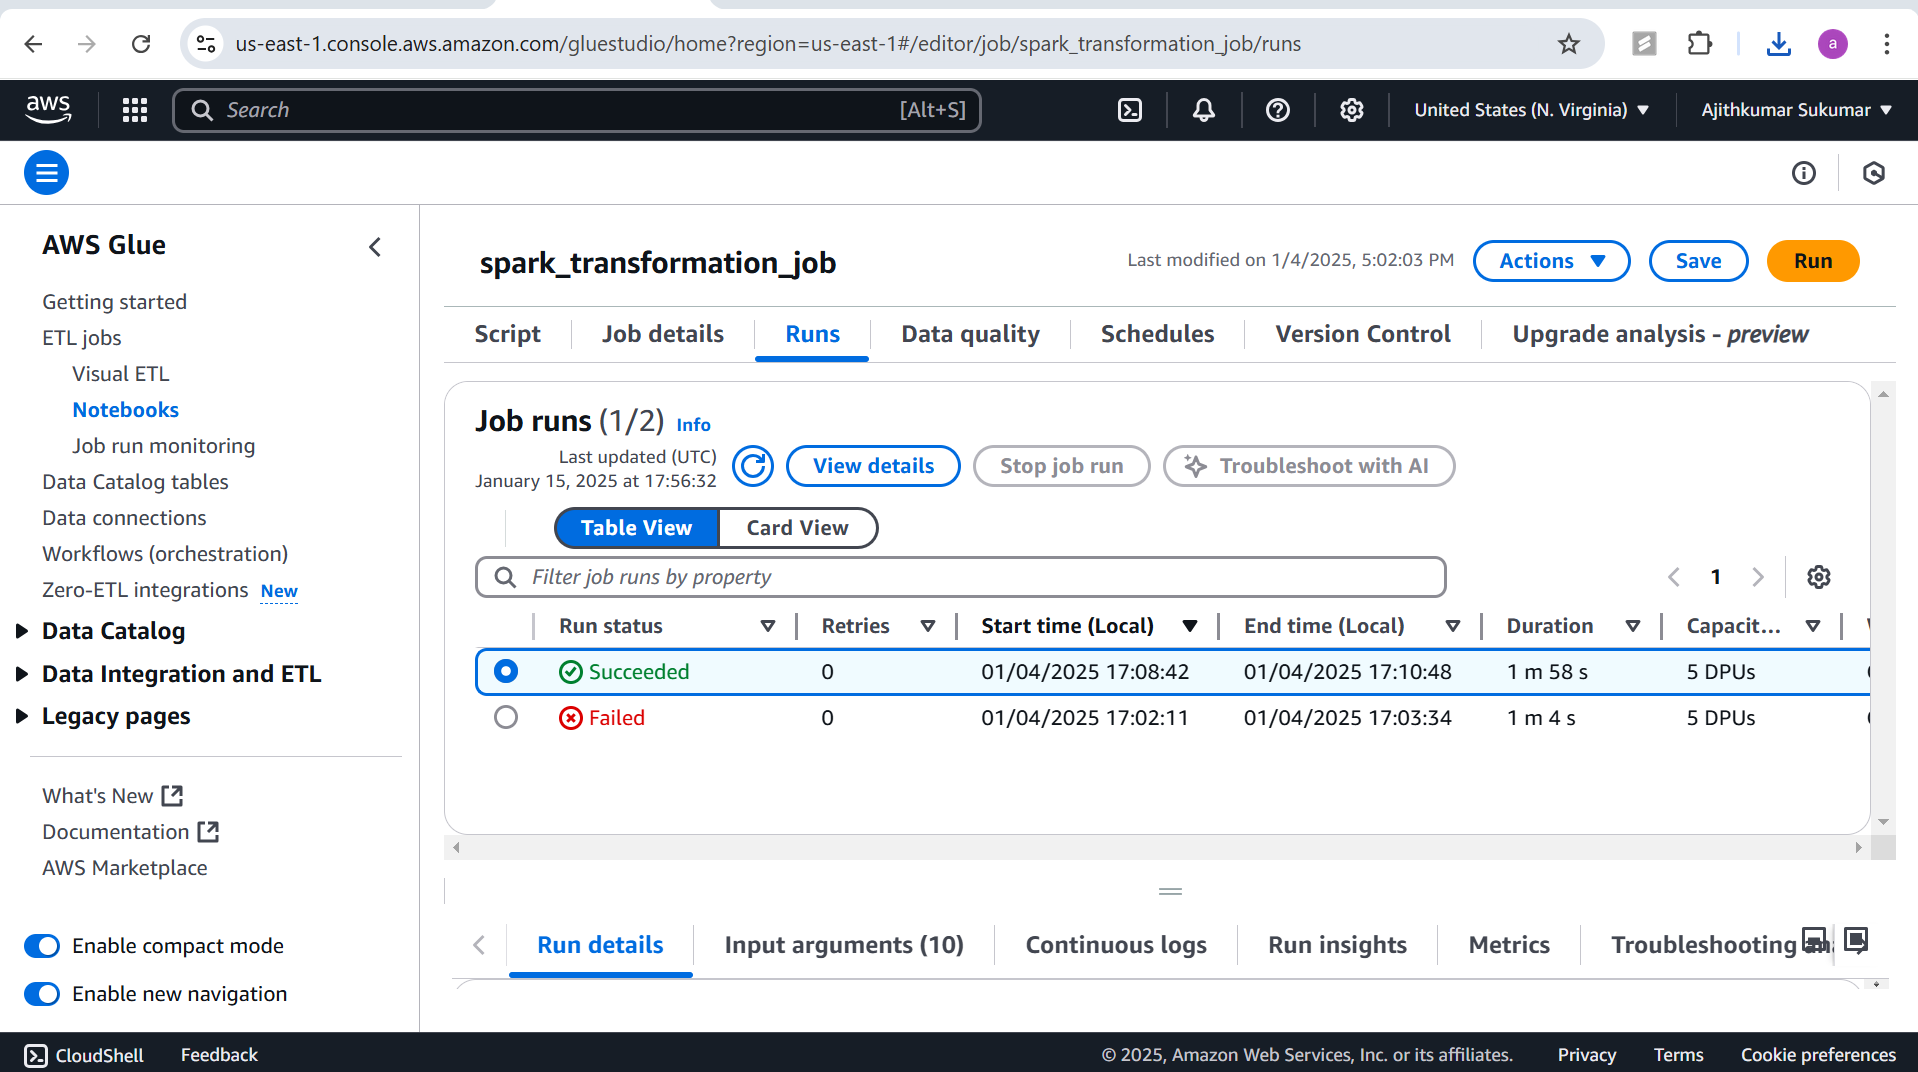 us-east-1.console.aws.amazon.com/gluestudio/home?region=us-east-1#/editor/job/spark_transformation_job/runs
a
aws
Search [Alt+S]
United States (N. Virginia)
Ajithkumar Sukumar
AWS Glue
Getting started
ETL jobs
Visual ETL
Notebooks
Job run monitoring
Data Catalog tables
Data connections
Workflows (orchestration)
Zero-ETL integrations New
Data Catalog
Data Integration and ETL
Legacy pages
What's New
Documentation
AWS Marketplace
Enable compact mode
Enable new navigation
spark_transformation_job
Last modified on 1/4/2025, 5:02:03 PM
Actions
Save
Run
Script
Job details
Runs
Data quality
Schedules
Version Control
Upgrade analysis - preview
Job runs (1/2) Info
Last updated (UTC)
January 15, 2025 at 17:56:32
View details
Stop job run
Troubleshoot with AI
Table View
Card View
Filter job runs by property
1
Run status Retries Start time (Local) End time (Local) Duration Capacit...
Succeeded 0 01/04/2025 17:08:42 01/04/2025 17:10:48 1 m 58 s 5 DPUs
Failed 0 01/04/2025 17:02:11 01/04/2025 17:03:34 1 m 4 s 5 DPUs
Run details
Input arguments (10)
Continuous logs
Run insights
Metrics
Troubleshooting
CloudShell
Feedback
© 2025, Amazon Web Services, Inc. or its affiliates.
Privacy
Terms
Cookie preferences